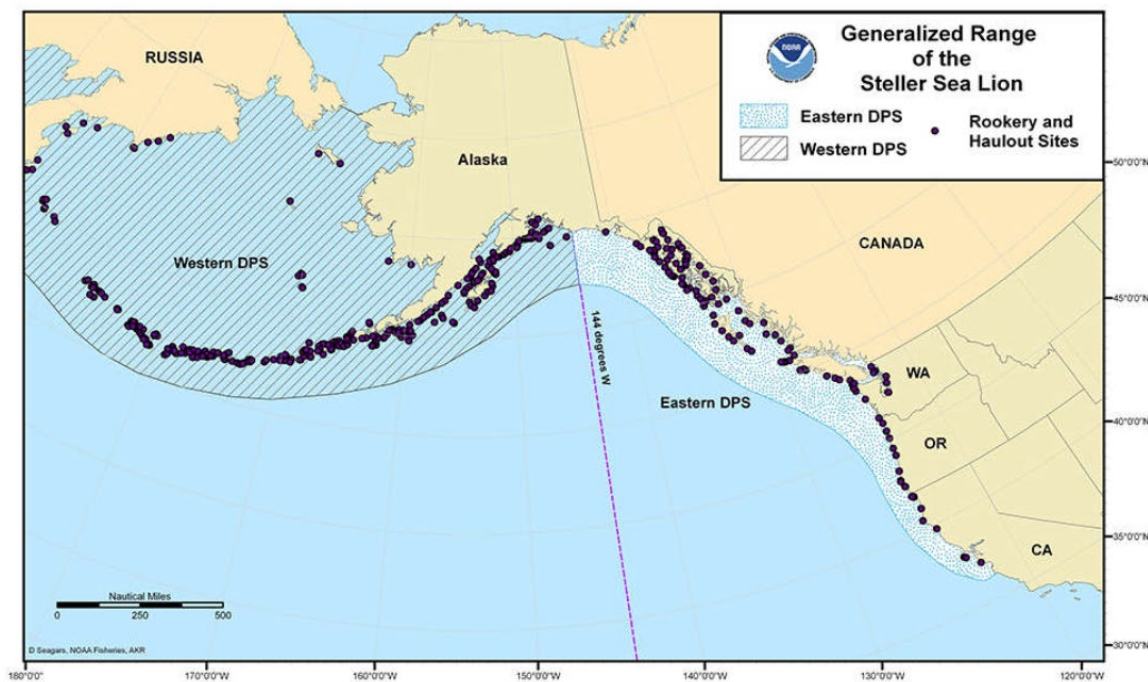 Generalized Range
of the
Steller Sea Lion
NOAA
Eastern DPS
Western DPS
Rookery and
Haulout Sites
RUSSIA
Alaska
CANADA
Western DPS
144 degrees W
Eastern DPS
WA
OR
CA
50°0'0"N
45°0'0"N
40°0'0"N
35°0'0"N
30°0'0"N
Nautical Miles
0 250 500
D Seagars, NOAA Fisheries, AKR
180°0'0" 170°0'0"W 160°0'0"W 150°0'0"W 140°0'0"W 130°0'0"W 120°0'0"W